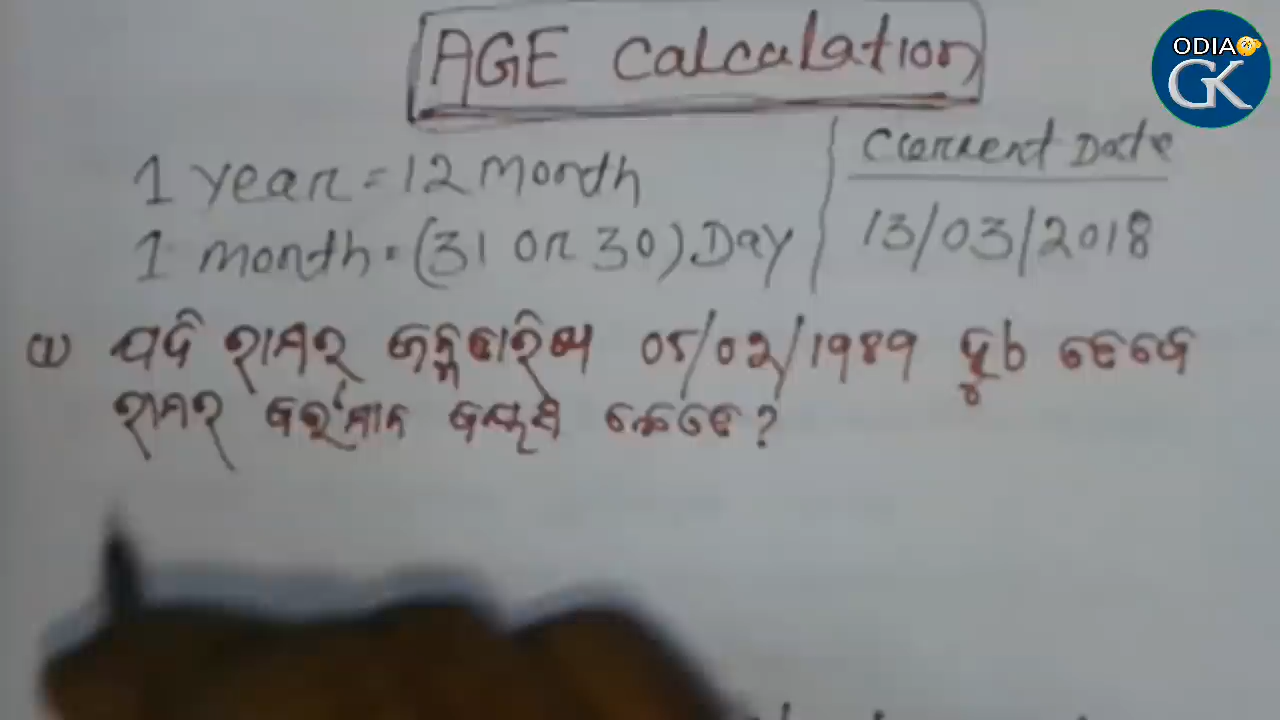 ODIA
GK
AGE Calculation
1 year = 12 month
1 month = (31 or 30) Day
Current Date
13/03/2018
(1) ଯଦି ରାମର ଜନ୍ମତାରିଖ 05/02/1989 ହୁଏ ତେବେ
ରାମର ବର୍ତ୍ତମାନ ବୟସ କେତେ?